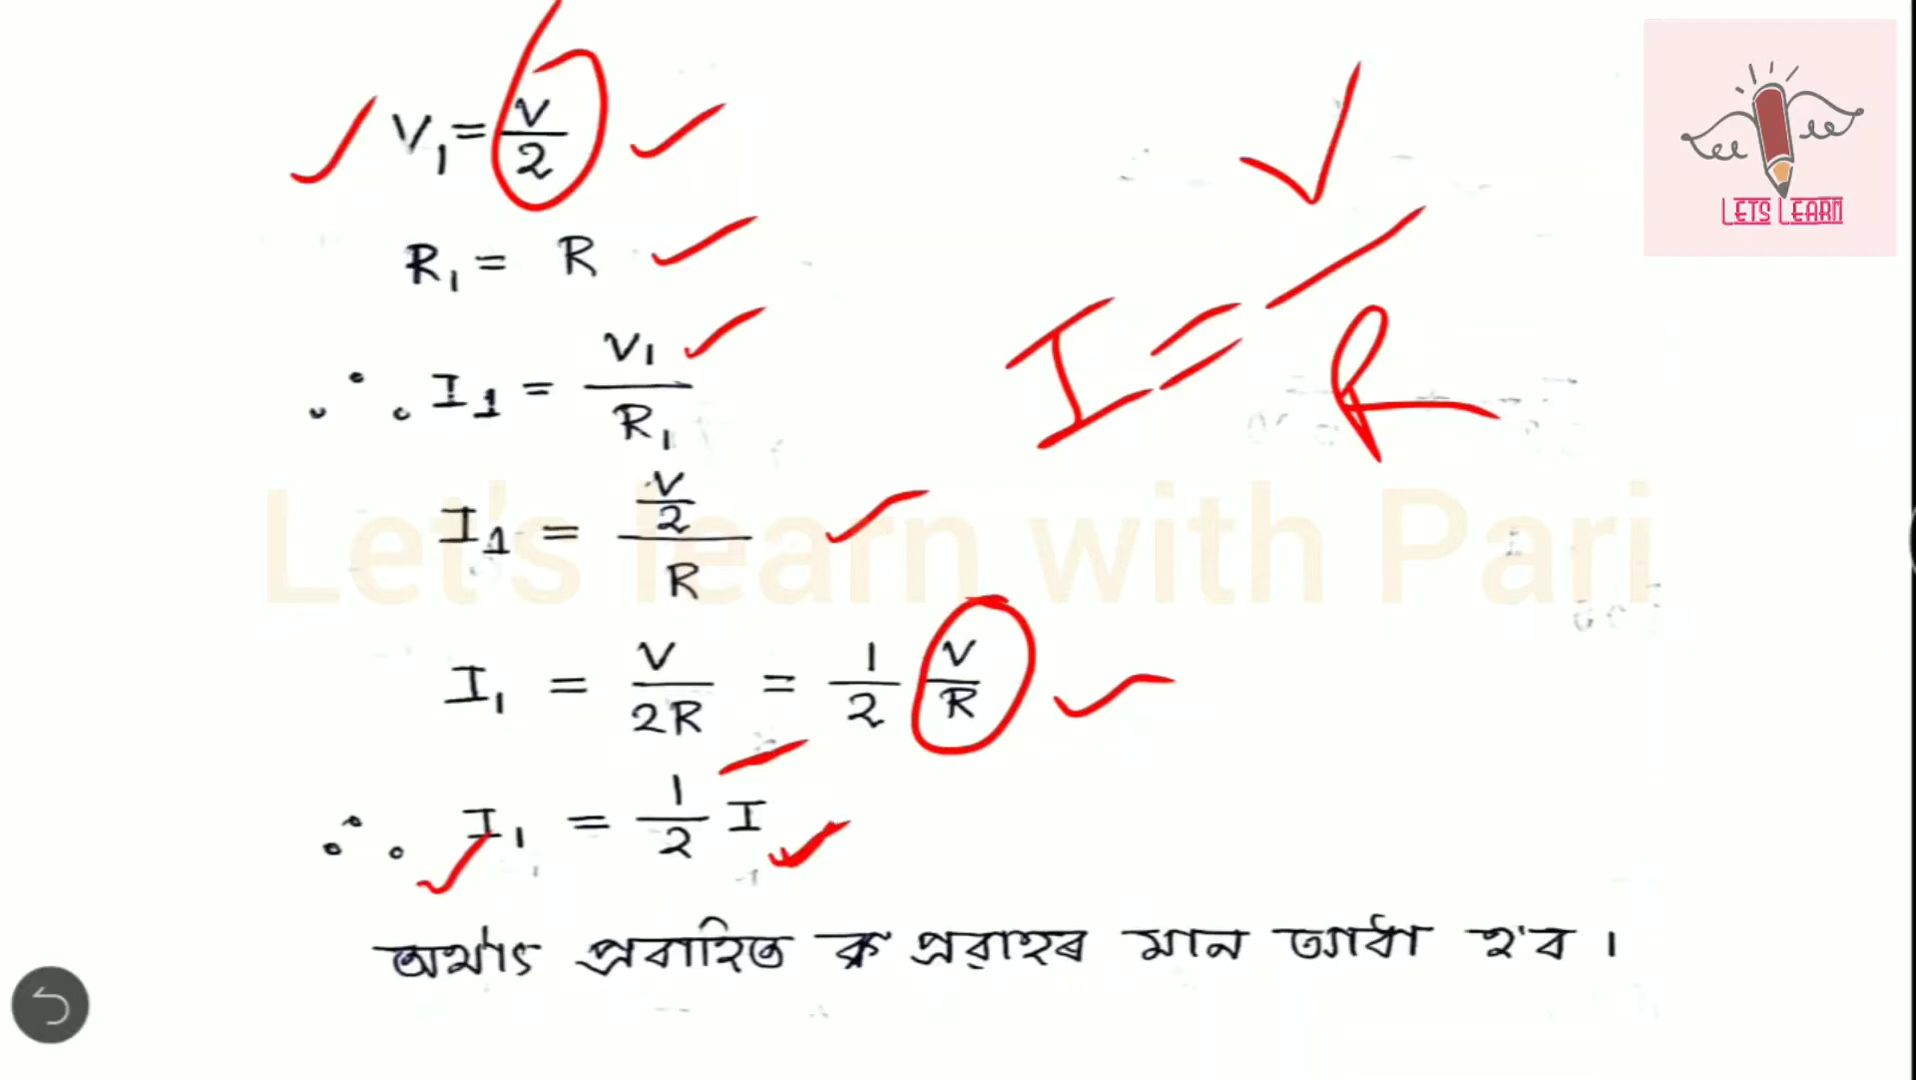 V₁ = V/2
R₁ = R
∴ I₁ = V₁/R₁
I₁ = (V/2)/R
I₁ = V/2R = 1/2 V/R
∴ I₁ = 1/2 I
অৰ্থাৎ প্ৰবাহিত প্ৰবাহৰ মান আধা হ'ব ।
I = / R
LETS LEARN
Let's learn with Pari